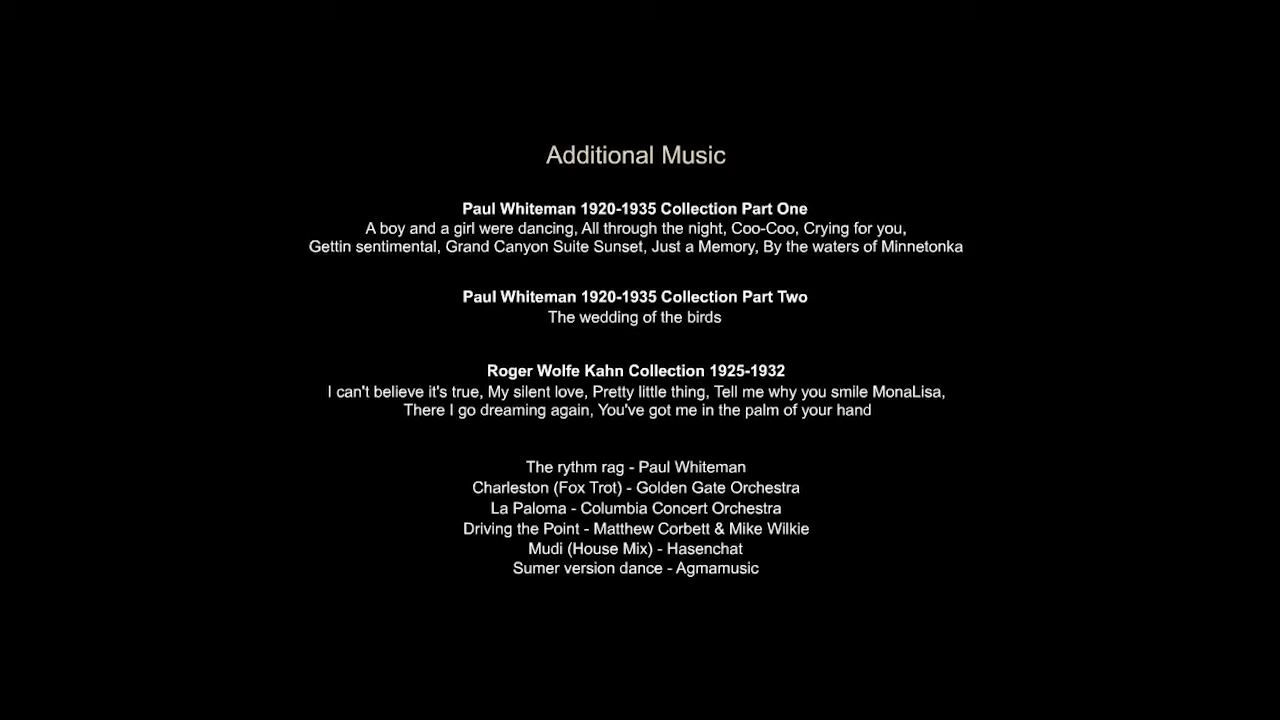 Additional Music
Paul Whiteman 1920-1935 Collection Part One
A boy and a girl were dancing, All through the night, Coo-Coo, Crying for you,
Gettin sentimental, Grand Canyon Suite Sunset, Just a Memory, By the waters of Minnetonka
Paul Whiteman 1920-1935 Collection Part Two
The wedding of the birds
Roger Wolfe Kahn Collection 1925-1932
I can't believe it's true, My silent love, Pretty little thing, Tell me why you smile MonaLisa,
There I go dreaming again, You've got me in the palm of your hand
The rythm rag - Paul Whiteman
Charleston (Fox Trot) - Golden Gate Orchestra
La Paloma - Columbia Concert Orchestra
Driving the Point - Matthew Corbett & Mike Wilkie
Mudi (House Mix) - Hasenchat
Sumer version dance - Agmamusic